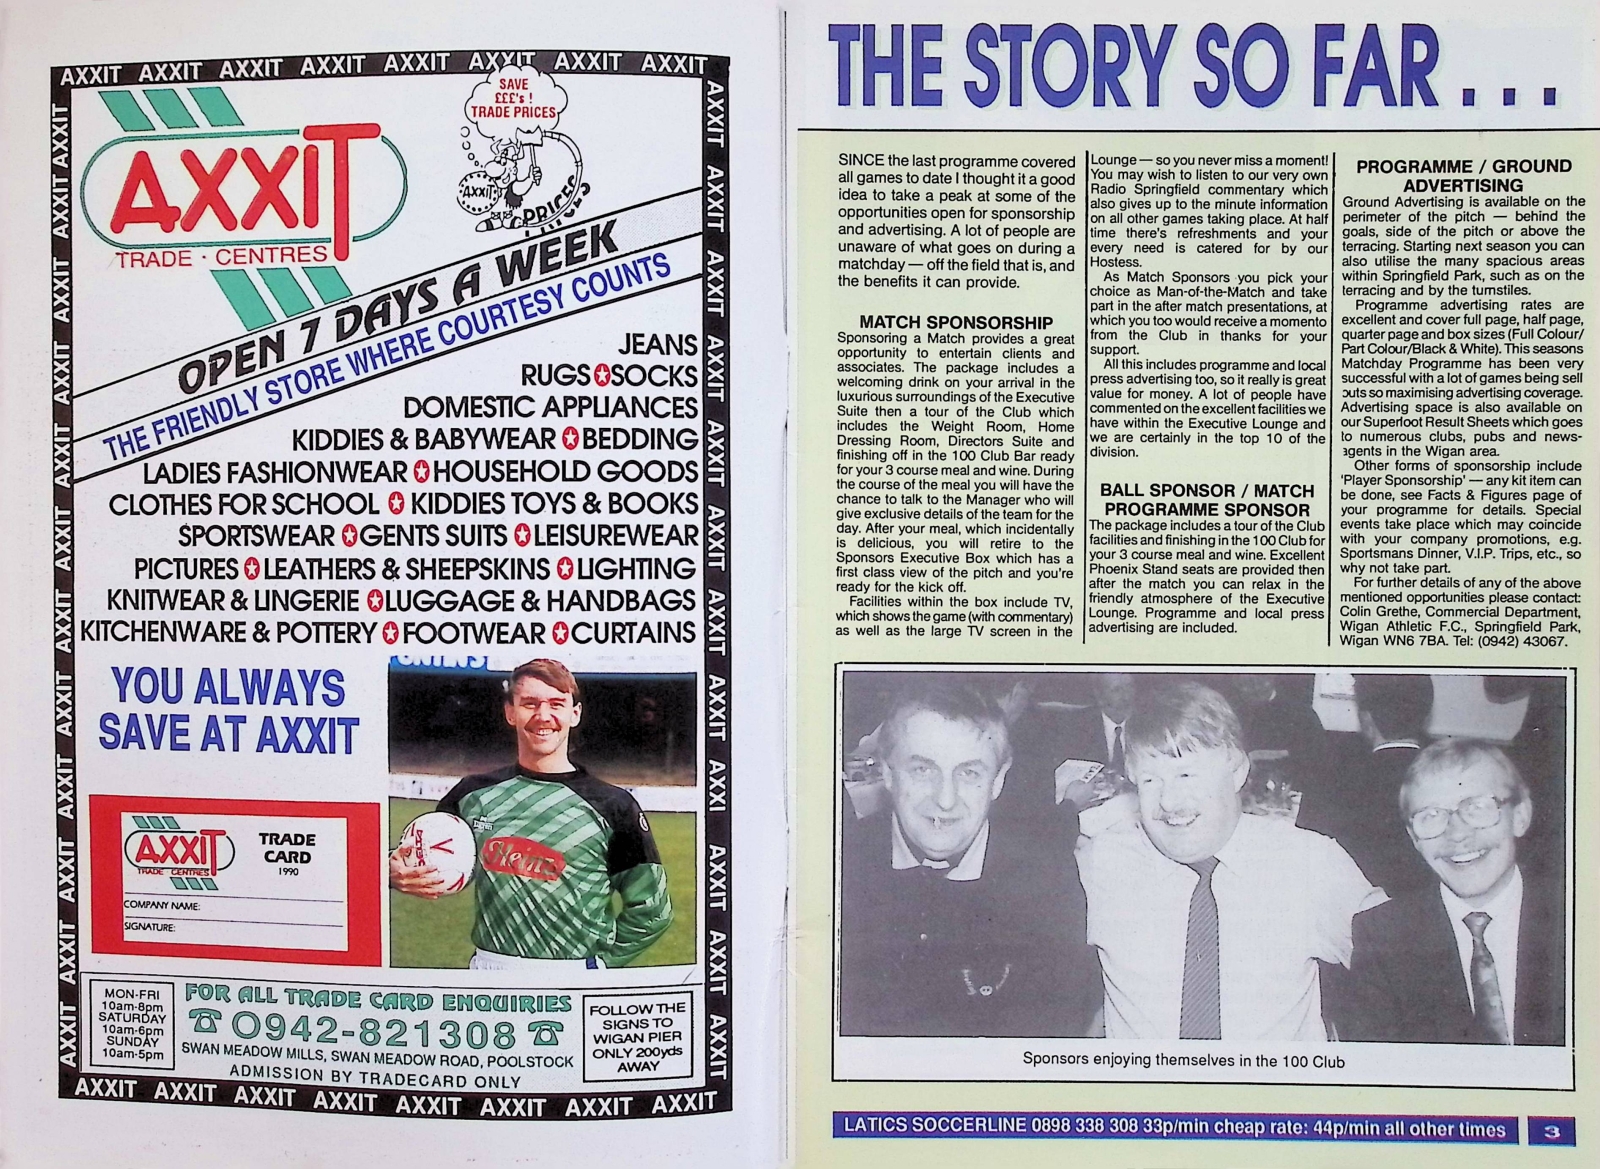 AXXIT AXXIT AXXIT AXXIT AXXIT AXXIT AXXIT AXXIT
SAVE
£££'s !
TRADE PRICES
AXXIT
AXXIT
PRICES
TRADE · CENTRES
OPEN 7 DAYS A WEEK
THE FRIENDLY STORE WHERE COURTESY COUNTS
JEANS
RUGS SOCKS
DOMESTIC APPLIANCES
KIDDIES & BABYWEAR BEDDING
LADIES FASHIONWEAR HOUSEHOLD GOODS
CLOTHES FOR SCHOOL KIDDIES TOYS & BOOKS
SPORTSWEAR GENTS SUITS LEISUREWEAR
PICTURES LEATHERS & SHEEPSKINS LIGHTING
KNITWEAR & LINGERIE LUGGAGE & HANDBAGS
KITCHENWARE & POTTERY FOOTWEAR CURTAINS
YOU ALWAYS
SAVE AT AXXIT
Heinz
AXXIT
TRADE CENTRES
TRADE
CARD
1990
COMPANY NAME:
SIGNATURE:
MON-FRI
10am-8pm
SATURDAY
10am-6pm
SUNDAY
10am-5pm
FOR ALL TRADE CARD ENQUIRIES
☎ 0942-821308 ☎
SWAN MEADOW MILLS, SWAN MEADOW ROAD, POOLSTOCK
ADMISSION BY TRADECARD ONLY
FOLLOW THE
SIGNS TO
WIGAN PIER
ONLY 200yds
AWAY
AXXIT AXXIT AXXIT AXXIT AXXIT AXXIT AXXIT AXXIT
THE STORY SO FAR . . .
SINCE the last programme covered
all games to date I thought it a good
idea to take a peak at some of the
opportunities open for sponsorship
and advertising. A lot of people are
unaware of what goes on during a
matchday — off the field that is, and
the benefits it can provide.
MATCH SPONSORSHIP
Sponsoring a Match provides a great
opportunity to entertain clients and
associates. The package includes a
welcoming drink on your arrival in the
luxurious surroundings of the Executive
Suite then a tour of the Club which
includes the Weight Room, Home
Dressing Room, Directors Suite and
finishing off in the 100 Club Bar ready
for your 3 course meal and wine. During
the course of the meal you will have the
chance to talk to the Manager who will
give exclusive details of the team for the
day. After your meal, which incidentally
is delicious, you will retire to the
Sponsors Executive Box which has a
first class view of the pitch and you're
ready for the kick off.
Facilities within the box include TV,
which shows the game (with commentary)
as well as the large TV screen in the
Lounge — so you never miss a moment!
You may wish to listen to our very own
Radio Springfield commentary which
also gives up to the minute information
on all other games taking place. At half
time there's refreshments and your
every need is catered for by our
Hostess.
As Match Sponsors you pick your
choice as Man-of-the-Match and take
part in the after match presentations, at
which you too would receive a momento
from the Club in thanks for your
support.
All this includes programme and local
press advertising too, so it really is great
value for money. A lot of people have
commented on the excellent facilities we
have within the Executive Lounge and
we are certainly in the top 10 of the
division.
BALL SPONSOR / MATCH
PROGRAMME SPONSOR
The package includes a tour of the Club
facilities and finishing in the 100 Club for
your 3 course meal and wine. Excellent
Phoenix Stand seats are provided then
after the match you can relax in the
friendly atmosphere of the Executive
Lounge. Programme and local press
advertising are included.
PROGRAMME / GROUND
ADVERTISING
Ground Advertising is available on the
perimeter of the pitch — behind the
goals, side of the pitch or above the
terracing. Starting next season you can
also utilise the many spacious areas
within Springfield Park, such as on the
terracing and by the turnstiles.
Programme advertising rates are
excellent and cover full page, half page,
quarter page and box sizes (Full Colour/
Part Colour/Black & White). This seasons
Matchday Programme has been very
successful with a lot of games being sell
outs so maximising advertising coverage.
Advertising space is also available on
our Superfoot Result Sheets which goes
to numerous clubs, pubs and news-
agents in the Wigan area.
Other forms of sponsorship include
'Player Sponsorship' — any kit item can
be done, see Facts & Figures page of
your programme for details. Special
events take place which may coincide
with your company promotions, e.g.
Sportsmans Dinner, V.I.P. Trips, etc., so
why not take part.
For further details of any of the above
mentioned opportunities please contact:
Colin Grethe, Commercial Department,
Wigan Athletic F.C., Springfield Park,
Wigan WN6 7BA. Tel: (0942) 43067.
Sponsors enjoying themselves in the 100 Club
LATICS SOCCERLINE 0898 338 308 33p/min cheap rate: 44p/min all other times 3